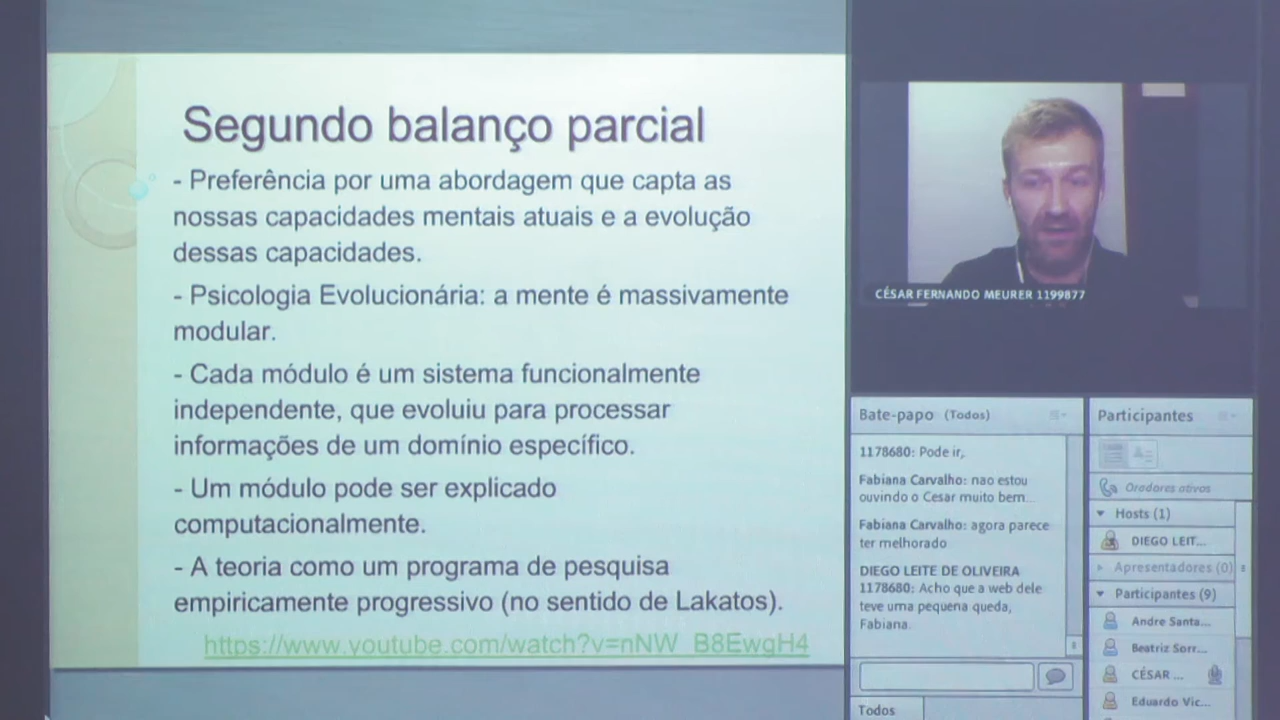 Segundo balanço parcial
- Preferência por uma abordagem que capta as
nossas capacidades mentais atuais e a evolução
dessas capacidades.
- Psicologia Evolucionária: a mente é massivamente
modular.
- Cada módulo é um sistema funcionalmente
independente, que evoluiu para processar
informações de um domínio específico.
- Um módulo pode ser explicado
computacionalmente.
- A teoria como um programa de pesquisa
empiricamente progressivo (no sentido de Lakatos).
https://www.youtube.com/watch?v=nNW_B8EwgH4
CÉSAR FERNANDO MEURER 1199877
Bate-papo (Todos)
1178680: Pode ir,
Fabiana Carvalho: nao estou
ouvindo o Cesar muito bem...
Fabiana Carvalho: agora parece
ter melhorado
DIEGO LEITE DE OLIVEIRA
1178680: Acho que a web dele
teve uma pequena queda,
Fabiana.
Todos
Participantes
Oradores ativos
Hosts (1)
DIEGO LEIT...
Apresentadores (0)
Participantes (9)
Andre Santa...
Beatriz Sorr...
CÉSAR ...
Eduardo Vic...